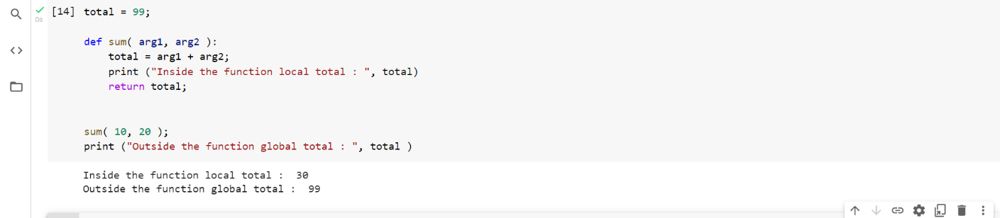 [14] total = 99;
0s
def sum( arg1, arg2 ):
total = arg1 + arg2;
print ("Inside the function local total : ", total)
return total;
sum( 10, 20 );
print ("Outside the function global total : ", total )
Inside the function local total :  30
Outside the function global total :  99